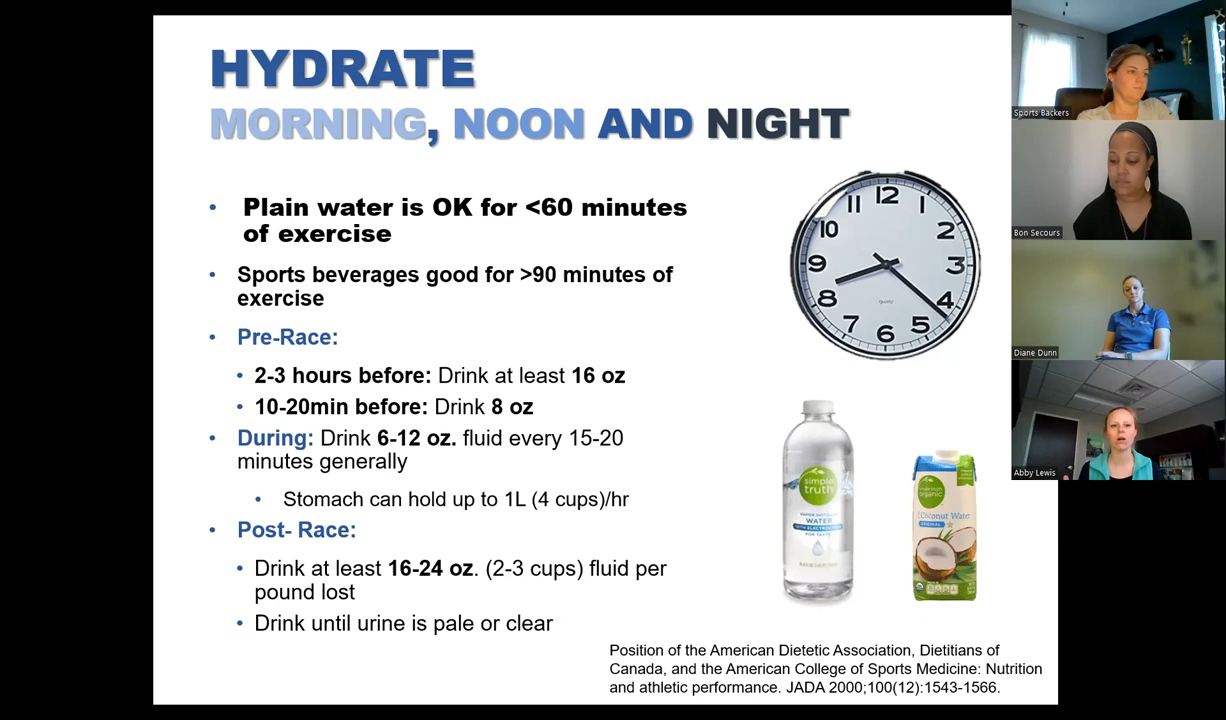 HYDRATE
MORNING, NOON AND NIGHT
• Plain water is OK for <60 minutes
of exercise
• Sports beverages good for >90 minutes of
exercise
• Pre-Race:
• 2-3 hours before: Drink at least 16 oz
• 10-20min before: Drink 8 oz
• During: Drink 6-12 oz. fluid every 15-20
minutes generally
• Stomach can hold up to 1L (4 cups)/hr
• Post- Race:
• Drink at least 16-24 oz. (2-3 cups) fluid per
pound lost
• Drink until urine is pale or clear
12
1
2
3
4
5
6
7
8
9
10
11
quartz
simple
truth
WATER
WITH ELECTROLYTES
FOR TASTE
simple truth
organic
Coconut Water
ORIGINAL
Position of the American Dietetic Association, Dietitians of
Canada, and the American College of Sports Medicine: Nutrition
and athletic performance. JADA 2000;100(12):1543-1566.
Sports Backers
Bon Secours
Diane Dunn
Abby Lewis